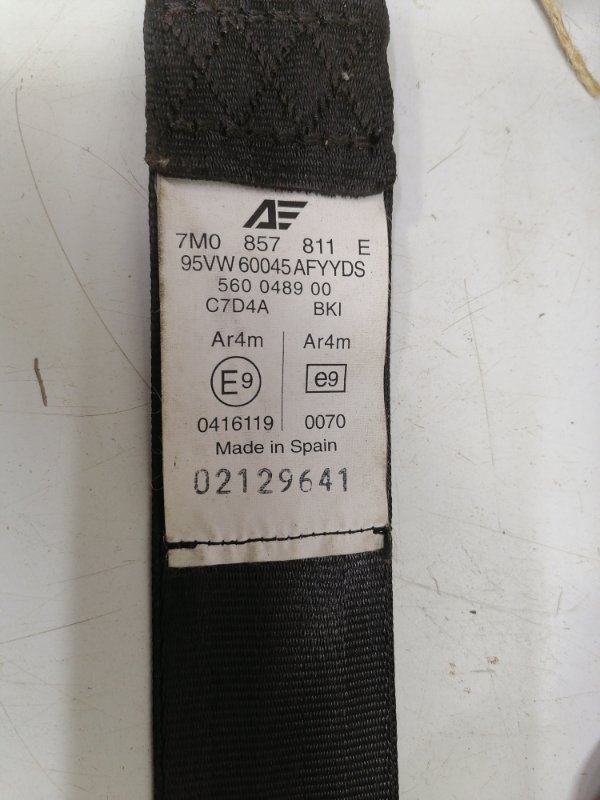 AE
7M0 857 811 E
95VW 60045 AFYYDS
560 0489 00
C7D4A BKI
Ar4m Ar4m
E9 e9
0416119 0070
Made in Spain
02129641